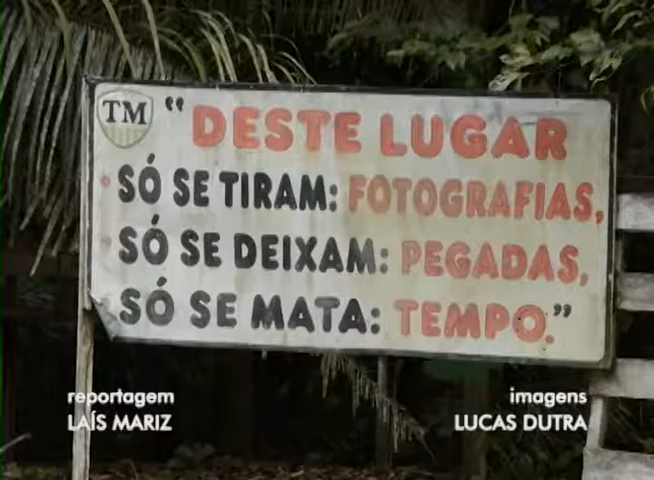 TM
"DESTE LUGAR
SÓ SE TIRAM: FOTOGRAFIAS,
SÓ SE DEIXAM: PEGADAS,
SÓ SE MATA: TEMPO."
reportagem
LAÍS MARIZ
imagens
LUCAS DUTRA